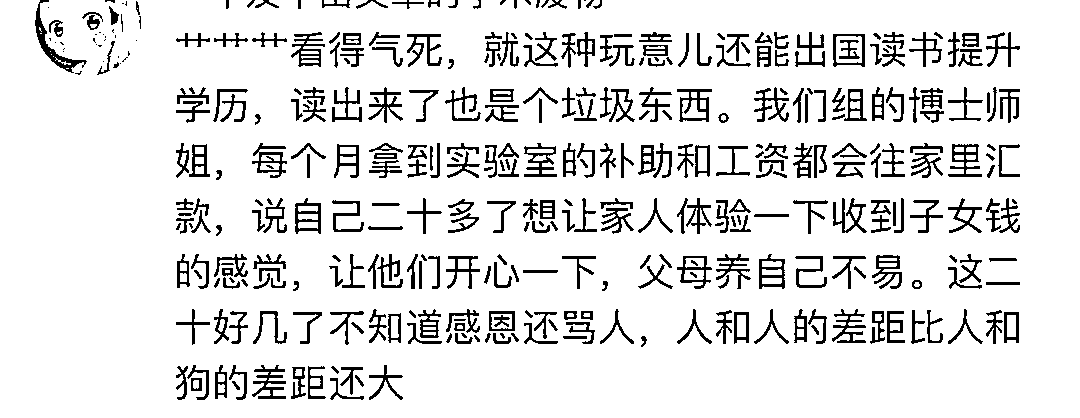 艹艹艹看得气死，就这种玩意儿还能出国读书提升
学历，读出来了也是个垃圾东西。我们组的博士师
姐，每个月拿到实验室的补助和工资都会往家里汇
款，说自己二十多了想让家人体验一下收到子女钱
的感觉，让他们开心一下，父母养自己不易。这二
十好几了不知道感恩还骂人，人和人的差距比人和
狗的差距还大